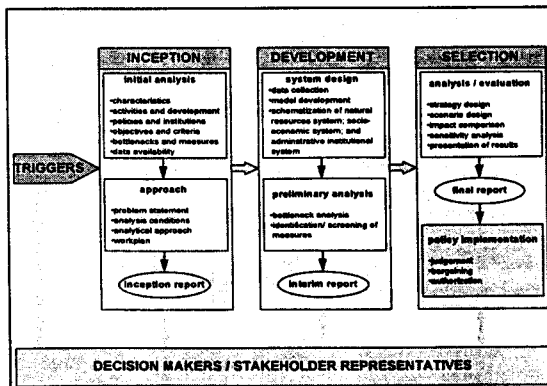 TRIGGERS
INCEPTION
initial analysis
•characteristics
•activities and development
•policies and institutions
•objectives and criteria
•bottlenecks and measures
•data availability
approach
•problem statement
•analysis conditions
•analytical approach
•workplan
inception report
DEVELOPMENT
system design
•data collection
•model development
•schematization of natural
resources system; socio-
economic system; and
administrative institutional
system
preliminary analysis
•bottleneck analysis
•identification/ screening of
measures
interim report
SELECTION
analysis / evaluation
•strategy design
•scenario design
•impact comparison
•sensitivity analysis
•presentation of results
final report
policy implementation
•judgement
•bargaining
•authorization
DECISION MAKERS / STAKEHOLDER REPRESENTATIVES